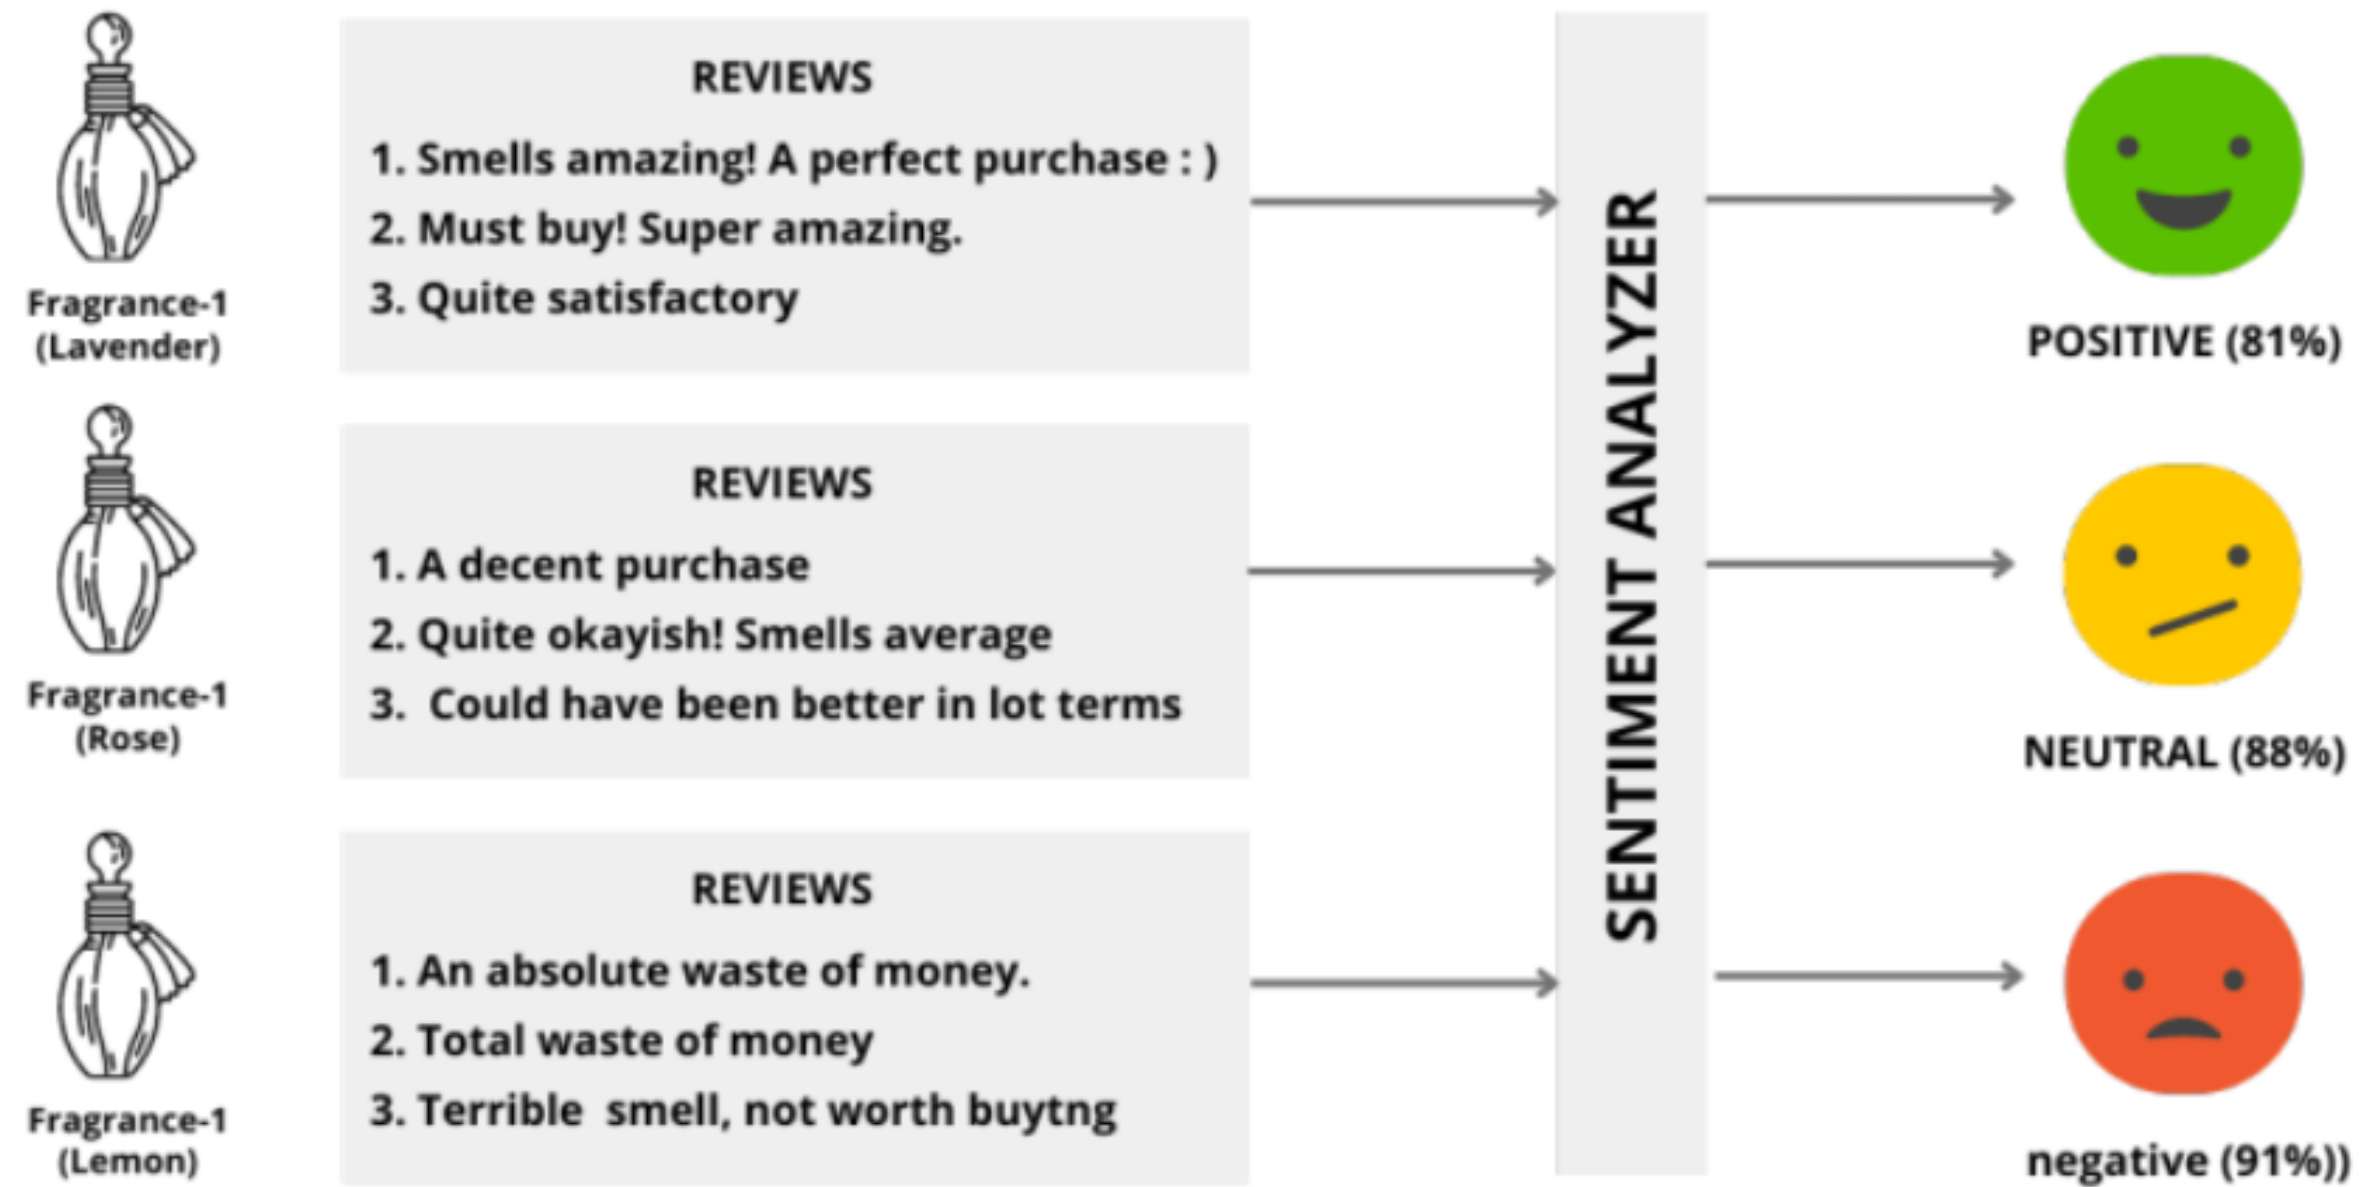 Fragrance-1
(Lavender)
REVIEWS
1. Smells amazing! A perfect purchase : )
2. Must buy! Super amazing.
3. Quite satisfactory
POSITIVE (81%)
Fragrance-1
(Rose)
REVIEWS
1. A decent purchase
2. Quite okayish! Smells average
3. Could have been better in lot terms
SENTIMENT ANALYZER
NEUTRAL (88%)
Fragrance-1
(Lemon)
REVIEWS
1. An absolute waste of money.
2. Total waste of money
3. Terrible smell, not worth buytng
negative (91%))